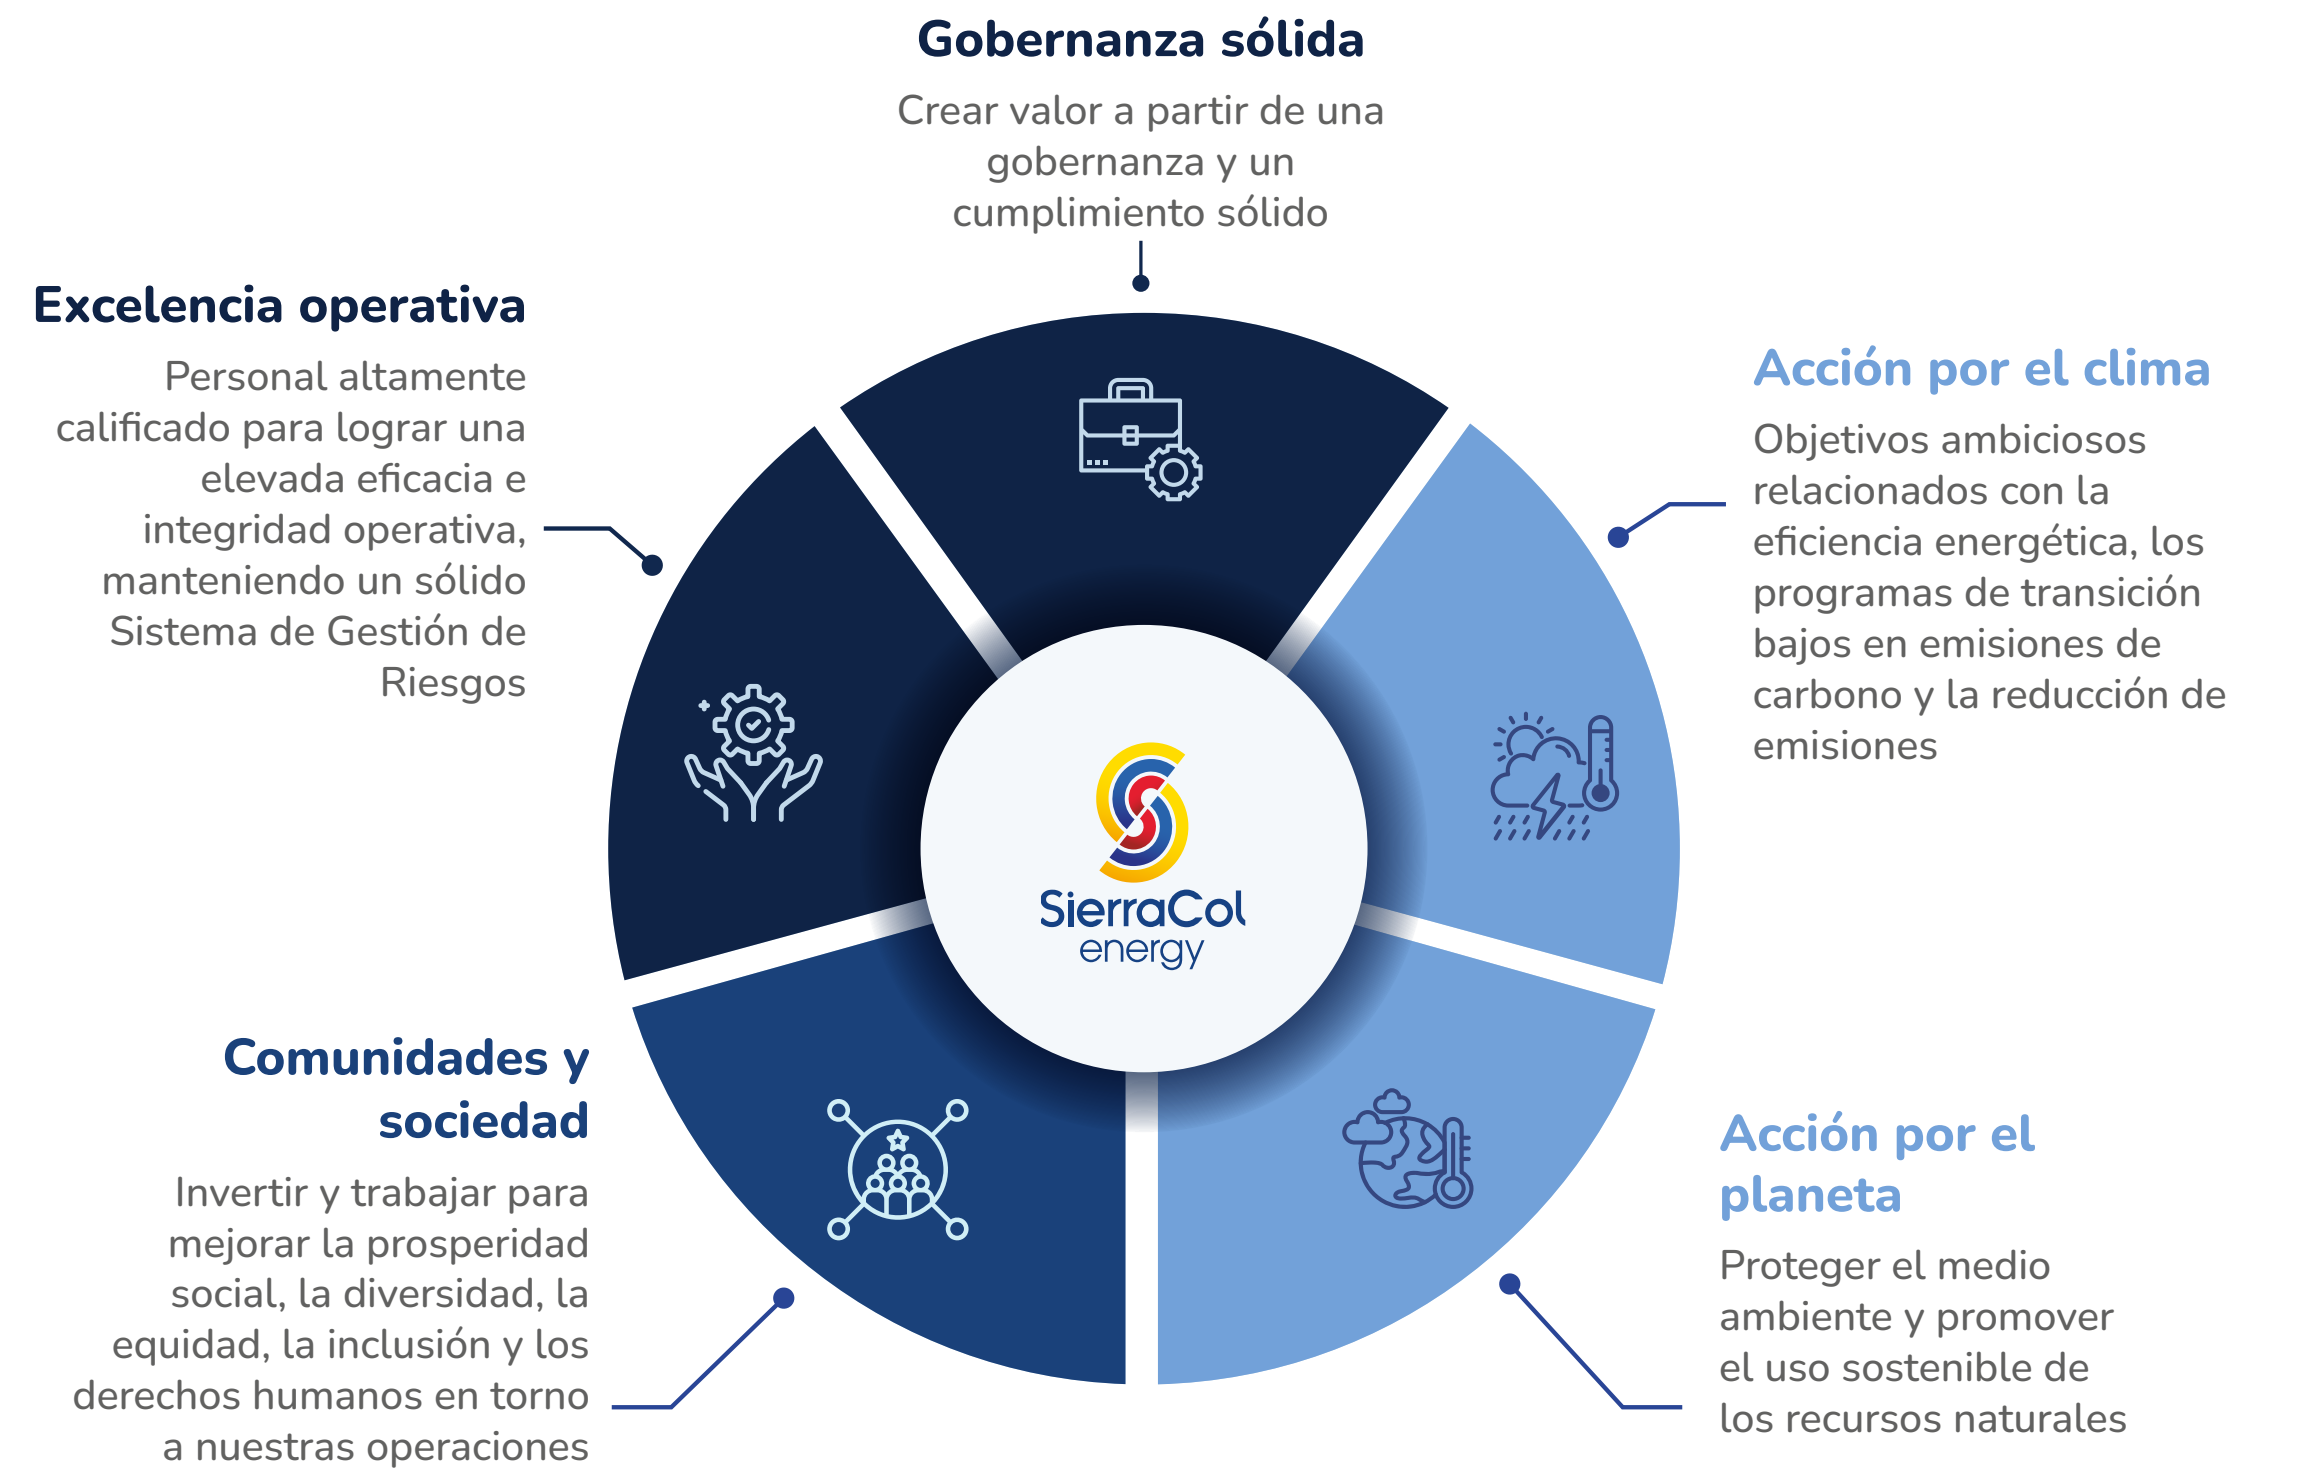 Gobernanza sólida
Crear valor a partir de una
gobernanza y un
cumplimiento sólido
Excelencia operativa
Personal altamente
calificado para lograr una
elevada eficacia e
integridad operativa,
manteniendo un sólido
Sistema de Gestión de
Riesgos
Acción por el clima
Objetivos ambiciosos
relacionados con la
eficiencia energética, los
programas de transición
bajos en emisiones de
carbono y la reducción de
emisiones
SierraCol
energy
Comunidades y
sociedad
Invertir y trabajar para
mejorar la prosperidad
social, la diversidad, la
equidad, la inclusión y los
derechos humanos en torno
a nuestras operaciones
Acción por el
planeta
Proteger el medio
ambiente y promover
el uso sostenible de
los recursos naturales